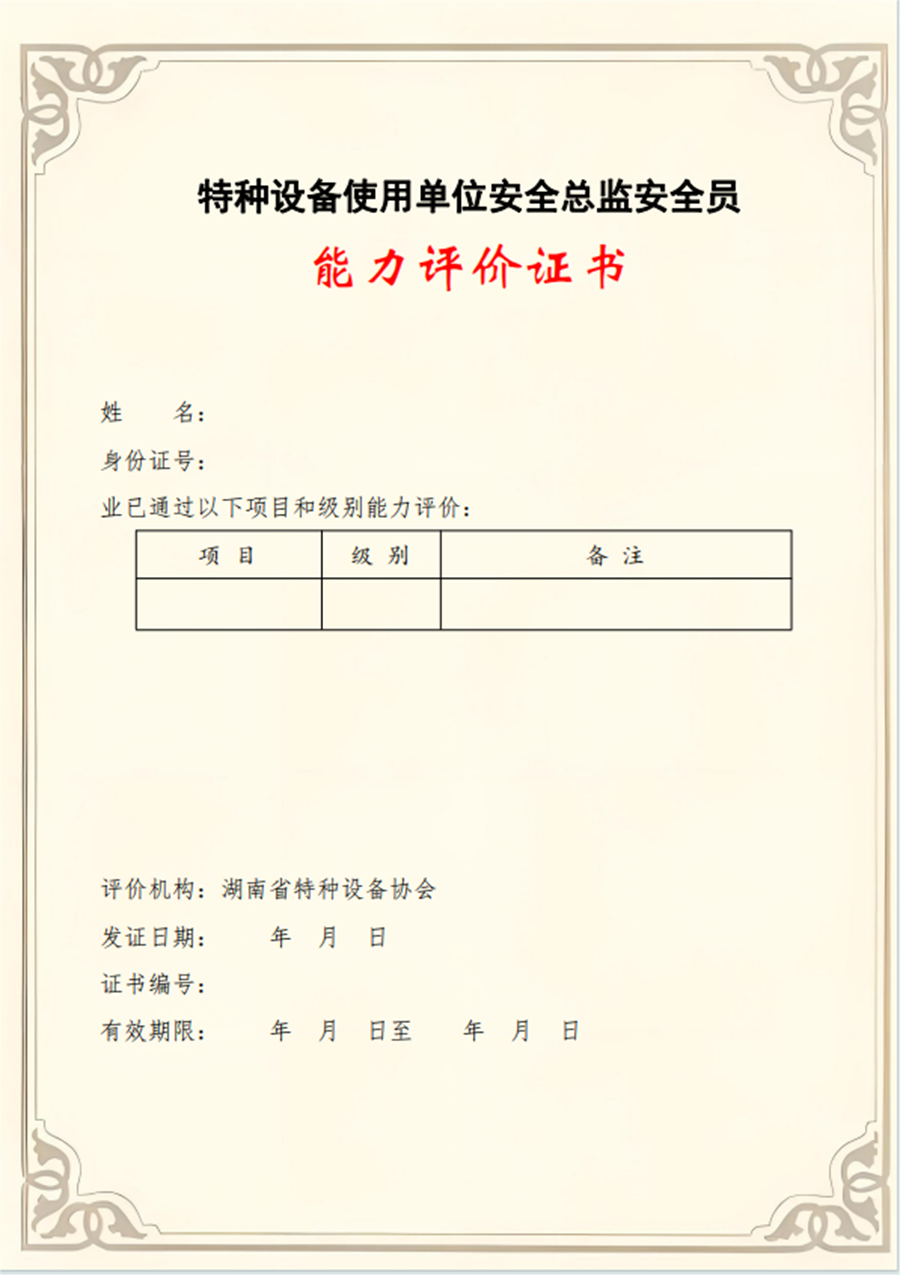 特种设备使用单位安全总监安全员
能力评价证书
姓 名：
身份证号：
业已通过以下项目和级别能力评价：
项 目 级 别 备 注
评价机构：湖南省特种设备协会
发证日期： 年 月 日
证书编号：
有效期限： 年 月 日至 年 月 日